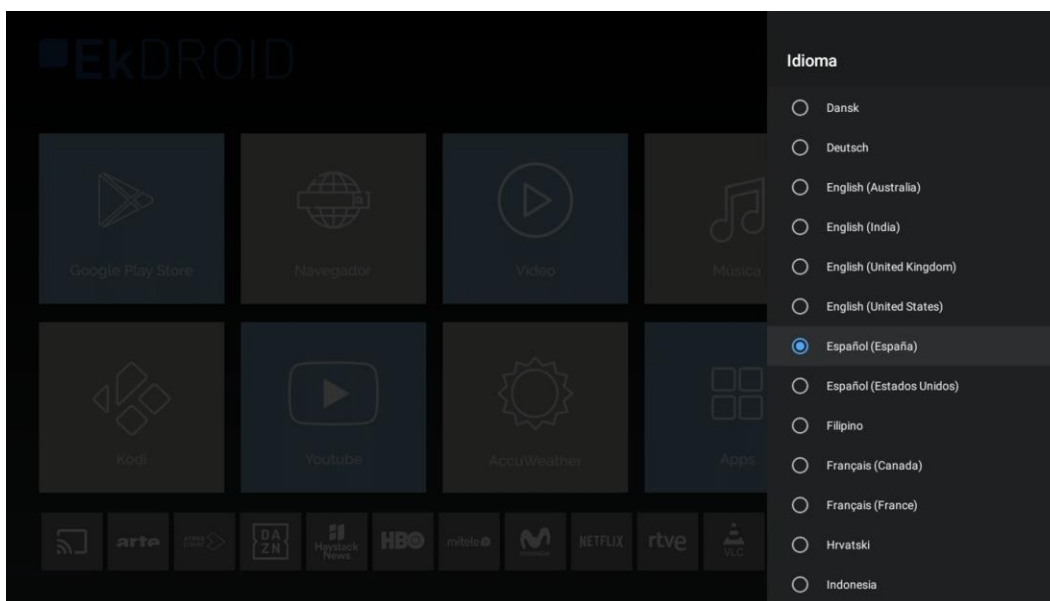 EKDROID
Idioma
Dansk
Deutsch
English (Australia)
English (India)
English (United Kingdom)
English (United States)
Español (España)
Español (Estados Unidos)
Filipino
Français (Canada)
Français (France)
Hrvatski
Indonesia
Google Play Store
Navegador
Video
Música
Kodi
Youtube
AccuWeather
Apps
arte
DAZN
Haystack News
HBO
mitele
NETFLIX
rtve
VLC